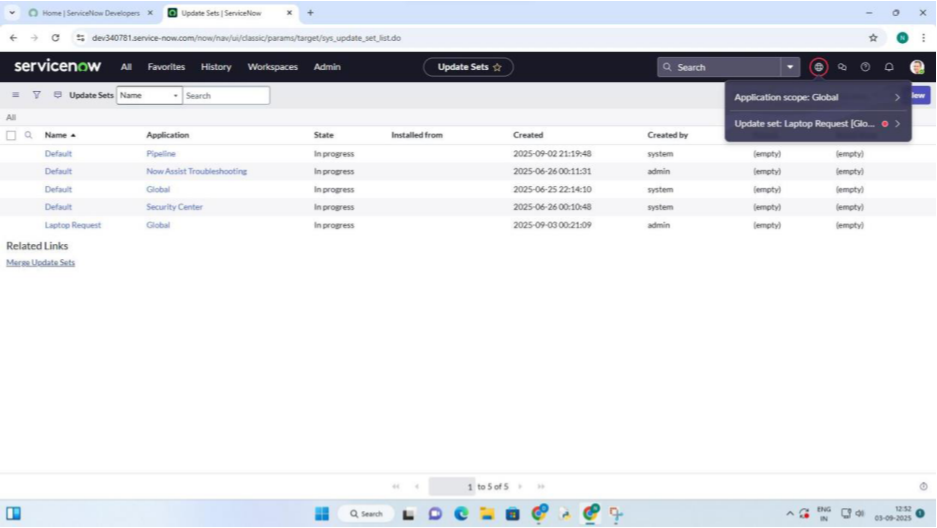 Home | ServiceNow Developers
Update Sets | ServiceNow
dev340781.service-now.com/now/nav/ui/classic/params/target/sys_update_set_list.do
servicenow All Favorites History Workspaces Admin Update Sets Search
Update Sets Name Search
Application scope: Global
Update set: Laptop Request [Glo...
All
Name Application State Installed from Created Created by
Default Pipeline In progress 2025-09-02 21:19:48 system (empty) (empty)
Default Now Assist Troubleshooting In progress 2025-06-26 00:11:31 admin (empty) (empty)
Default Global In progress 2025-06-25 22:14:10 system (empty) (empty)
Default Security Center In progress 2025-06-26 00:10:48 system (empty) (empty)
Laptop Request Global In progress 2025-09-03 00:21:09 admin (empty) (empty)
Related Links
Merge Update Sets
1 to 5 of 5
Search ENG 12:52
IN 03-09-2025